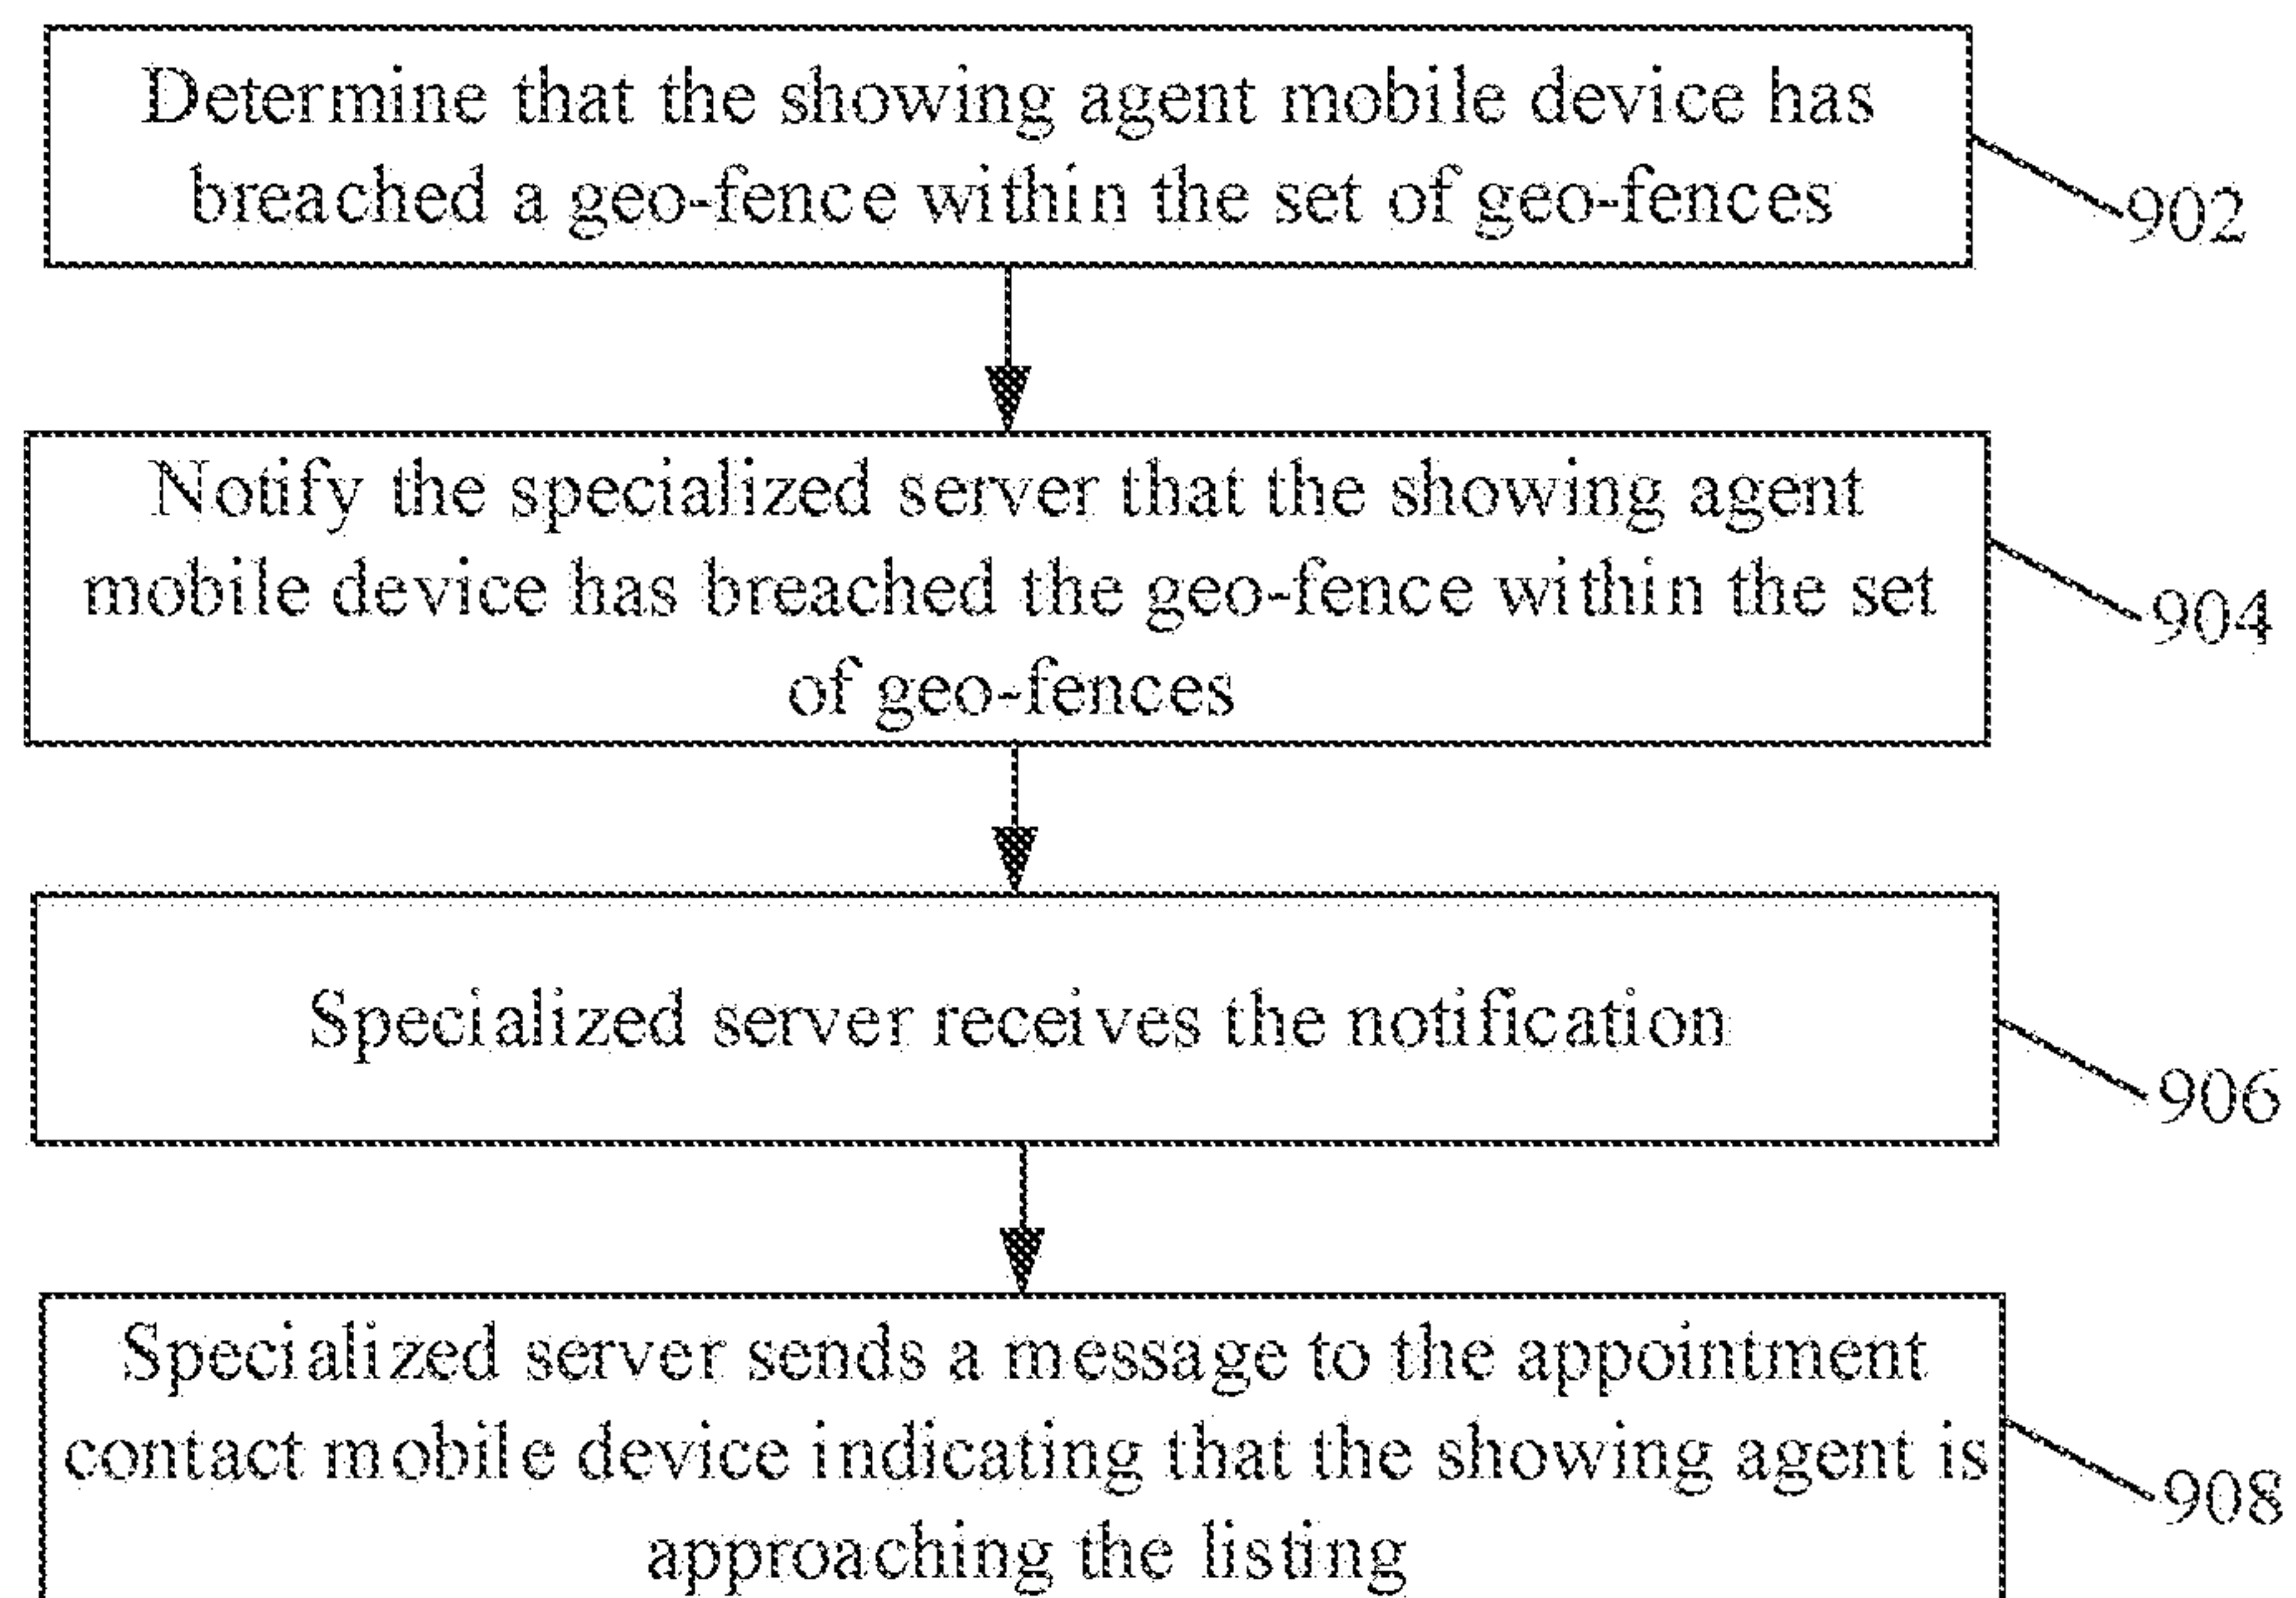 Determine that the showing agent mobile device has
breached a geo-fence within the set of geo-fences
902
Notify the specialized server that the showing agent
mobile device has breached the geo-fence within the set
of geo-fences
904
Specialized server receives the notification
906
Specialized server sends a message to the appointment
contact mobile device indicating that the showing agent is
approaching the listing
908